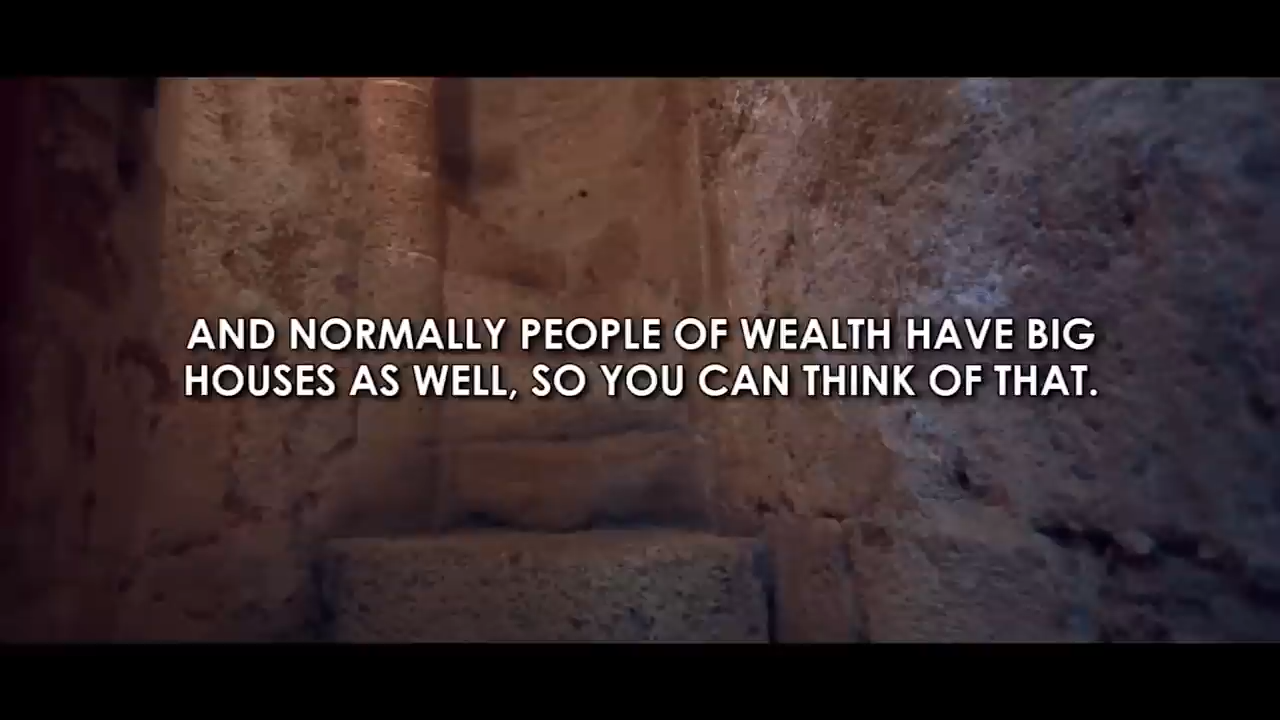 AND NORMALLY PEOPLE OF WEALTH HAVE BIG
HOUSES AS WELL, SO YOU CAN THINK OF THAT.